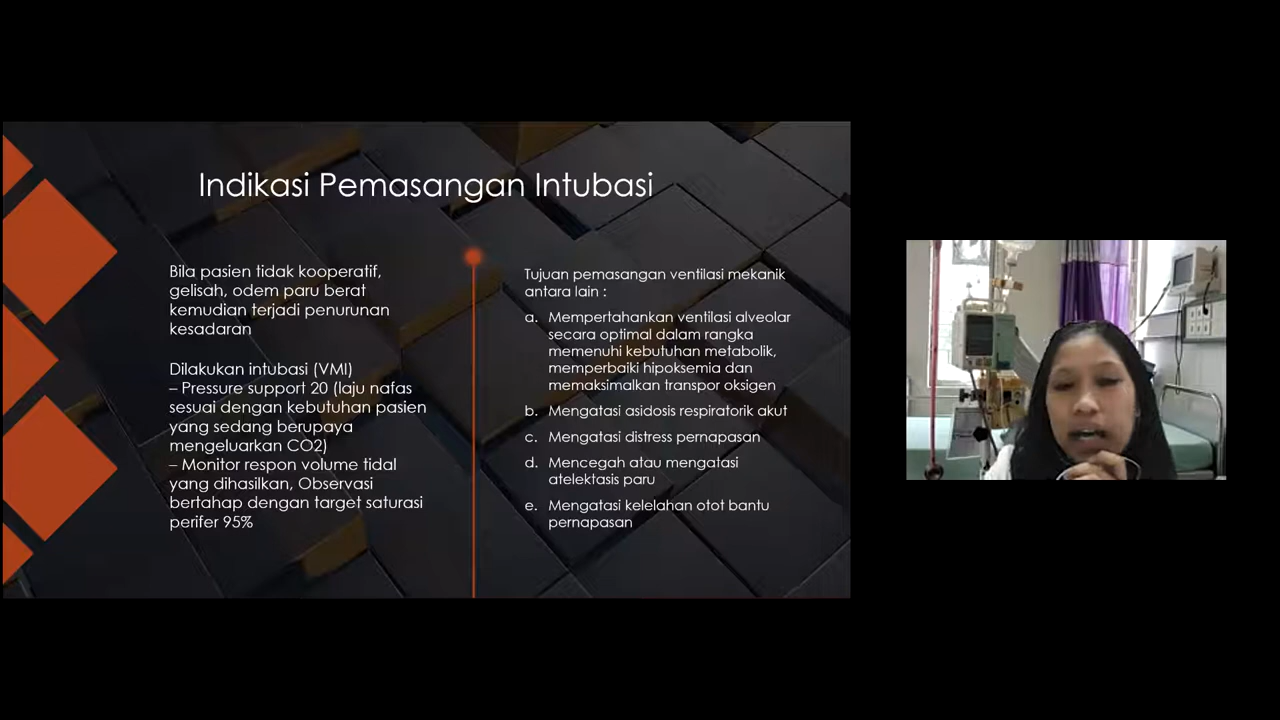 Indikasi Pemasangan Intubasi
Bila pasien tidak kooperatif,
gelisah, odem paru berat
kemudian terjadi penurunan
kesadaran
Dilakukan intubasi (VMI)
– Pressure support 20 (laju nafas
sesuai dengan kebutuhan pasien
yang sedang berupaya
mengeluarkan CO2)
– Monitor respon volume tidal
yang dihasilkan, Observasi
bertahap dengan target saturasi
perifer 95%
Tujuan pemasangan ventilasi mekanik
antara lain :
a. Mempertahankan ventilasi alveolar
secara optimal dalam rangka
memenuhi kebutuhan metabolik,
memperbaiki hipoksemia dan
memaksimalkan transpor oksigen
b. Mengatasi asidosis respiratorik akut
c. Mengatasi distress pernapasan
d. Mencegah atau mengatasi
atelektasis paru
e. Mengatasi kelelahan otot bantu
pernapasan